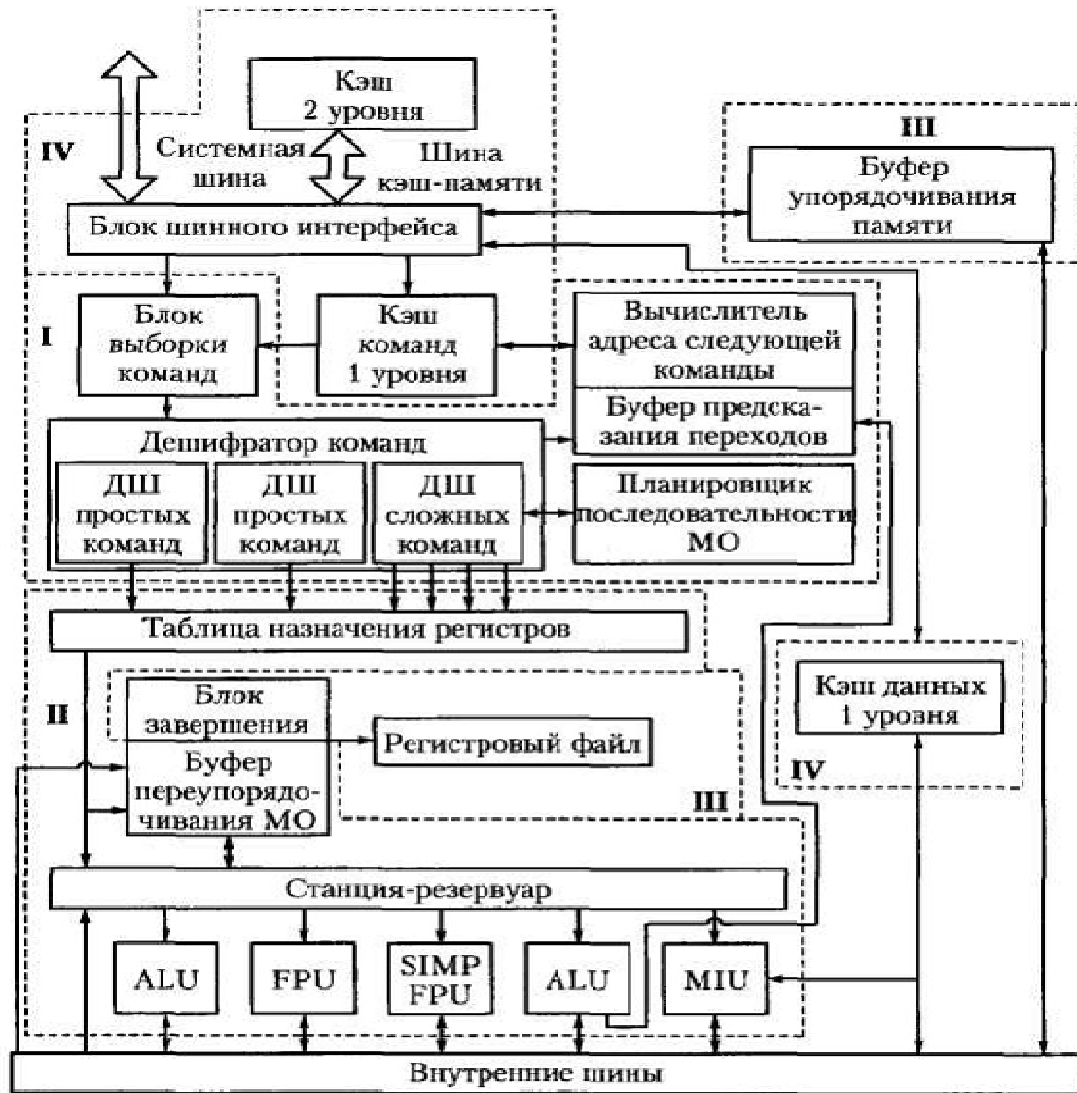 Кэш
2 уровня
IV
Системная
шина
Шина
кэш-памяти
III
Буфер
упорядочивания
памяти
Блок шинного интерфейса
I
Блок
выборки
команд
Кэш
команд
1 уровня
Вычислитель
адреса следующей
команды
Буфер предска-
зания переходов
Дешифратор команд
ДШ
простых
команд
ДШ
простых
команд
ДШ
сложных
команд
Планировщик
последовательности
МО
Таблица назначения регистров
II
Блок
завершения
Регистровый файл
Буфер
переупорядо-
чивания МО
III
Кэш данных
1 уровня
IV
Станция-резервуар
ALU
FPU
SIMP
FPU
ALU
MIU
Внутренние шины